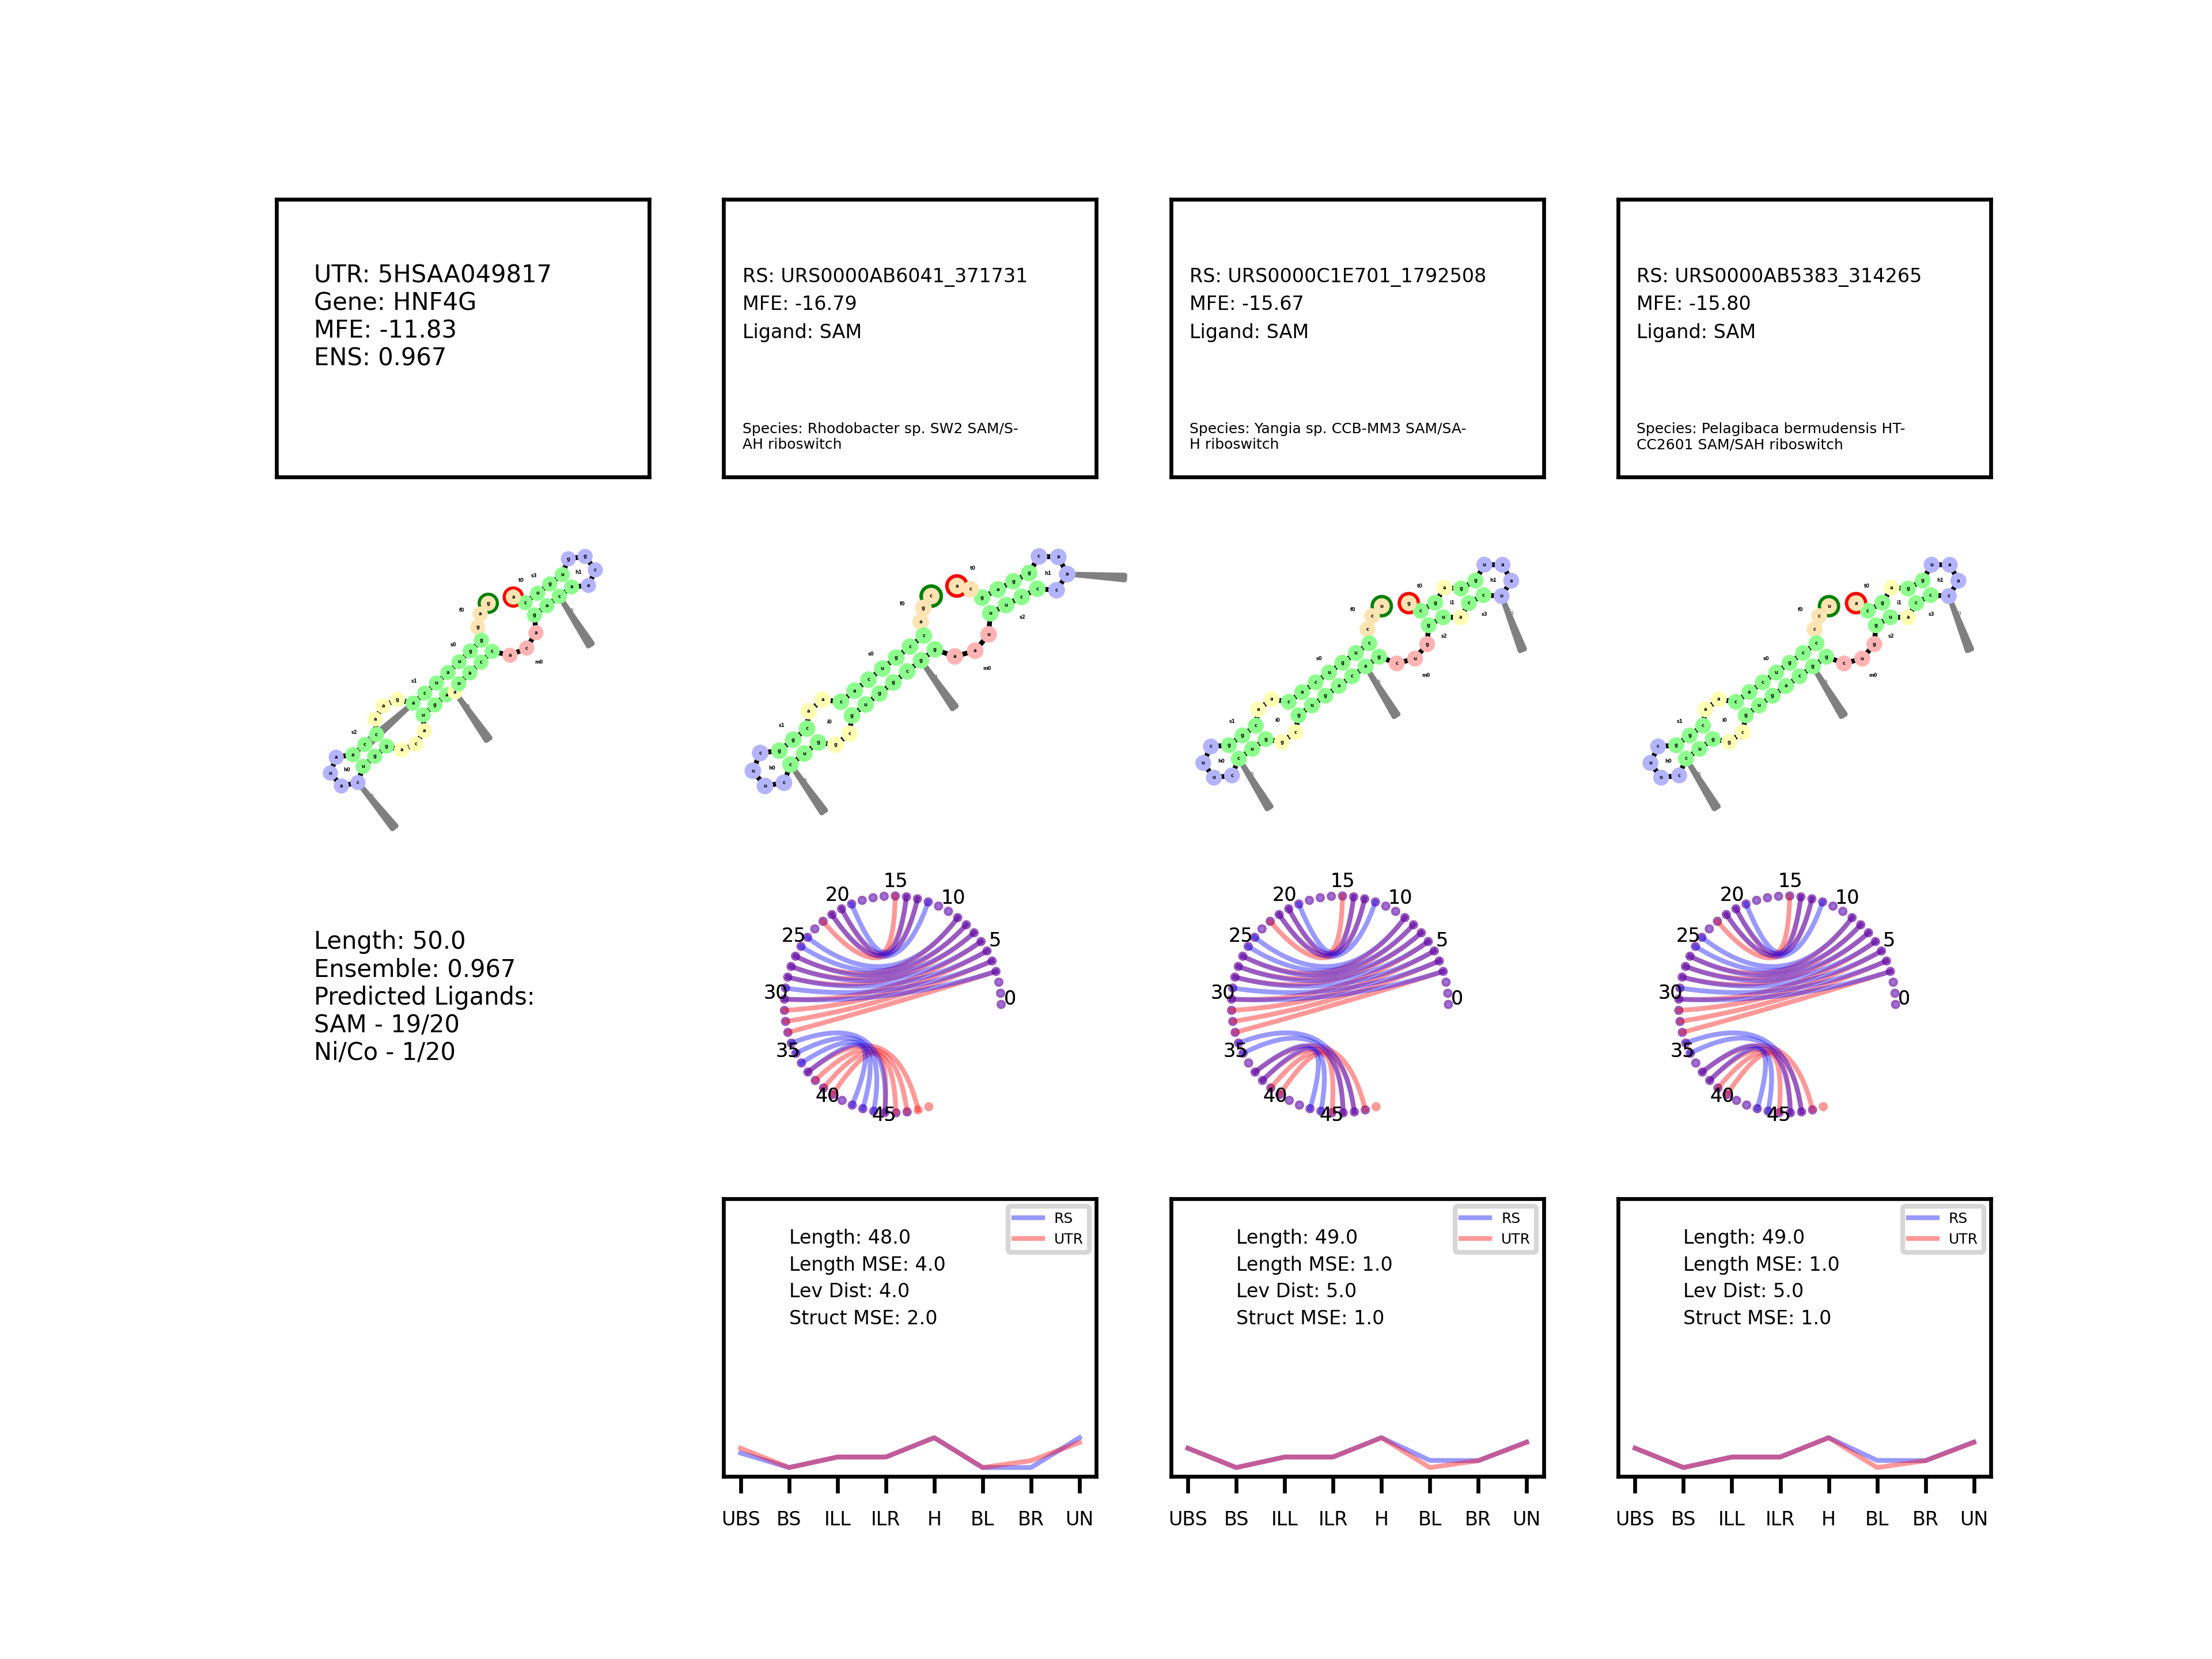 UTR: 5HSAA049817
Gene: HNF4G
MFE: -11.83
ENS: 0.967
RS: URS0000AB6041_371731
MFE: -16.79
Ligand: SAM
Species: Rhodobacter sp. SW2 SAM/S-
AH riboswitch
RS: URS0000C1E701_1792508
MFE: -15.67
Ligand: SAM
Species: Yangia sp. CCB-MM3 SAM/SA-
H riboswitch
RS: URS0000AB5383_314265
MFE: -15.80
Ligand: SAM
Species: Pelagibaca bermudensis HT-
CC2601 SAM/SAH riboswitch
Length: 50.0
Ensemble: 0.967
Predicted Ligands:
SAM - 19/20
Ni/Co - 1/20
0
5
10
15
20
25
30
35
40
45
0
5
10
15
20
25
30
35
40
45
0
5
10
15
20
25
30
35
40
45
RS
UTR
Length: 48.0
Length MSE: 4.0
Lev Dist: 4.0
Struct MSE: 2.0
UBS BS ILL ILR H BL BR UN
RS
UTR
Length: 49.0
Length MSE: 1.0
Lev Dist: 5.0
Struct MSE: 1.0
UBS BS ILL ILR H BL BR UN
RS
UTR
Length: 49.0
Length MSE: 1.0
Lev Dist: 5.0
Struct MSE: 1.0
UBS BS ILL ILR H BL BR UN